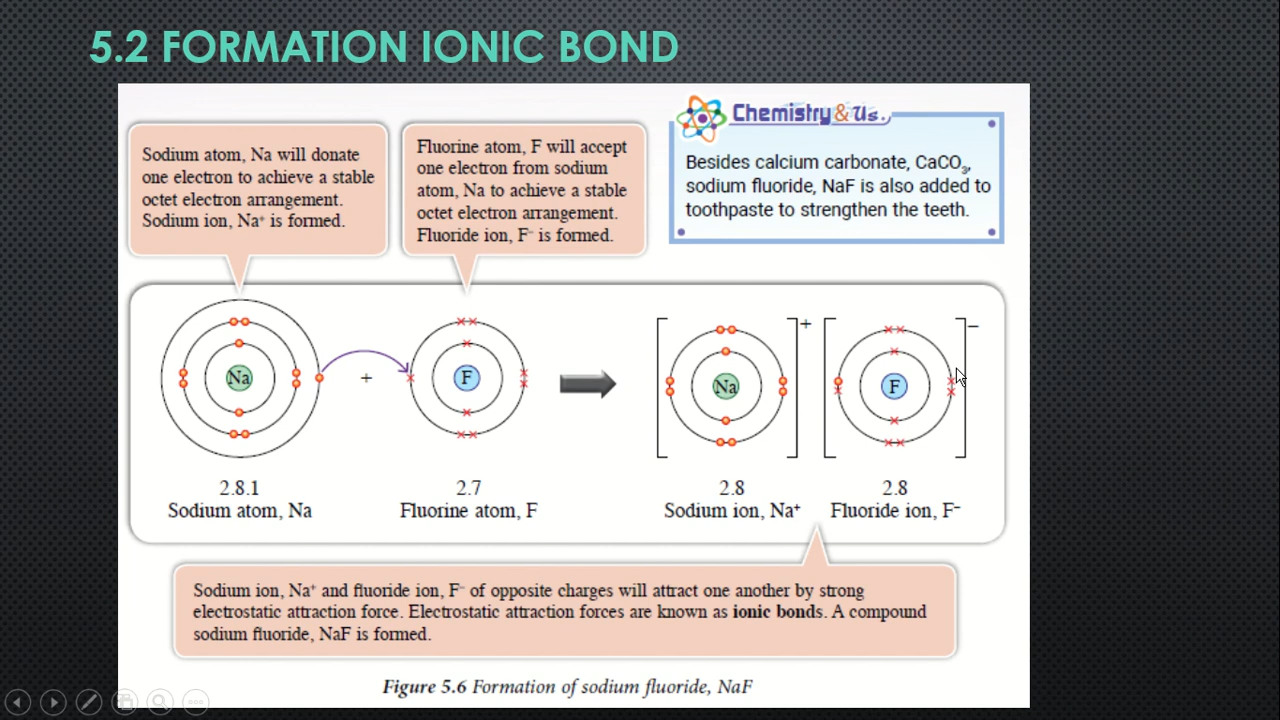 5.2 FORMATION IONIC BOND
Chemistry & Us.
Besides calcium carbonate, CaCO₃,
sodium fluoride, NaF is also added to
toothpaste to strengthen the teeth.
Sodium atom, Na will donate
one electron to achieve a stable
octet electron arrangement.
Sodium ion, Na⁺ is formed.
Fluorine atom, F will accept
one electron from sodium
atom, Na to achieve a stable
octet electron arrangement.
Fluoride ion, F⁻ is formed.
Na
+
F
Na
+
F
−
2.8.1
Sodium atom, Na
2.7
Fluorine atom, F
2.8
Sodium ion, Na⁺
2.8
Fluoride ion, F⁻
Sodium ion, Na⁺ and fluoride ion, F⁻ of opposite charges will attract one another by strong
electrostatic attraction force. Electrostatic attraction forces are known as ionic bonds. A compound
sodium fluoride, NaF is formed.
Figure 5.6 Formation of sodium fluoride, NaF